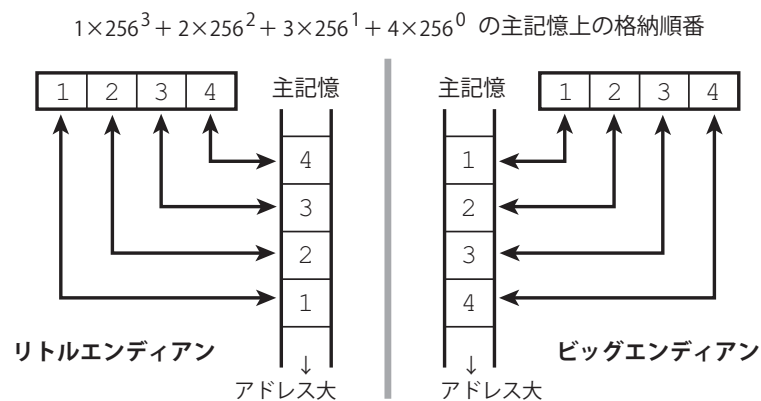 1×256³+ 2×256²+ 3×256¹+ 4×256⁰ の主記憶上の格納順番
1 2 3 4
主記憶
4
3
2
1
リトルエンディアン
↓
アドレス大
主記憶
1 2 3 4
1
2
3
4
ビッグエンディアン
↓
アドレス大